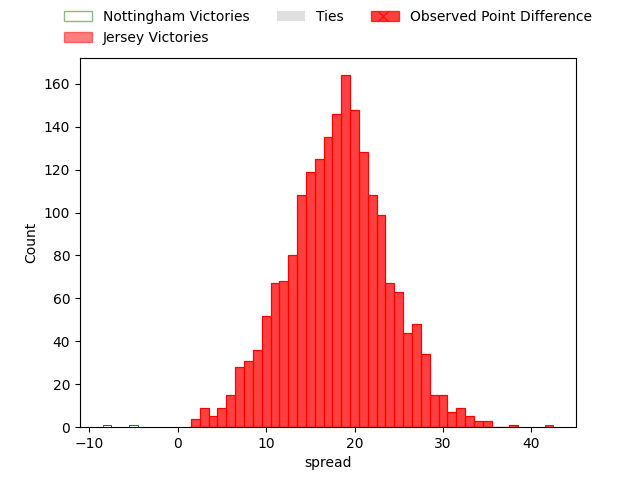 Nottingham Victories
Ties
Observed Point Difference
Jersey Victories
160
140
120
100
80
60
40
20
0
Count
−10
0
10
20
30
40
spread